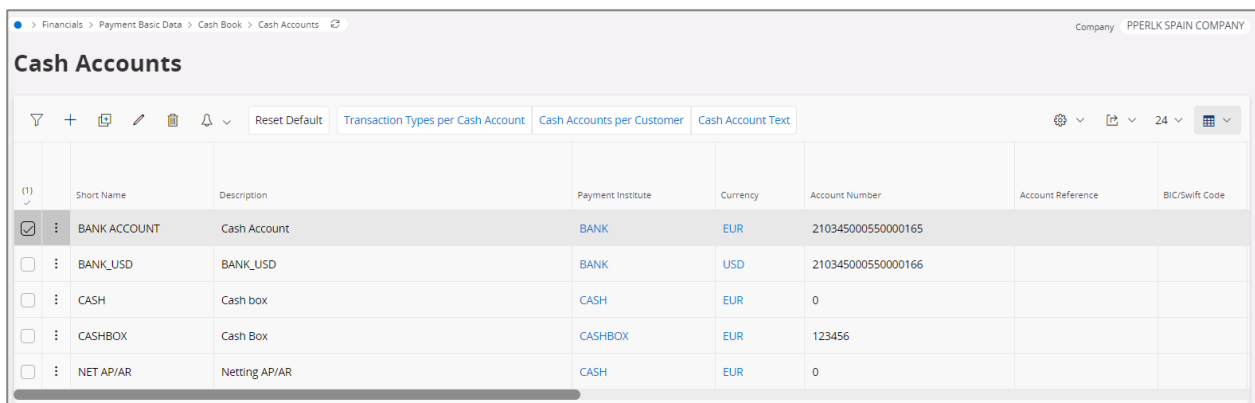 > Financials > Payment Basic Data > Cash Book > Cash Accounts
Company PPERLK SPAIN COMPANY
Cash Accounts
Reset Default Transaction Types per Cash Account Cash Accounts per Customer Cash Account Text 24
(1) Short Name Description Payment Institute Currency Account Number Account Reference BIC/Swift Code
BANK ACCOUNT Cash Account BANK EUR 210345000550000165
BANK_USD BANK_USD BANK USD 210345000550000166
CASH Cash box CASH EUR 0
CASHBOX Cash Box CASHBOX EUR 123456
NET AP/AR Netting AP/AR CASH EUR 0